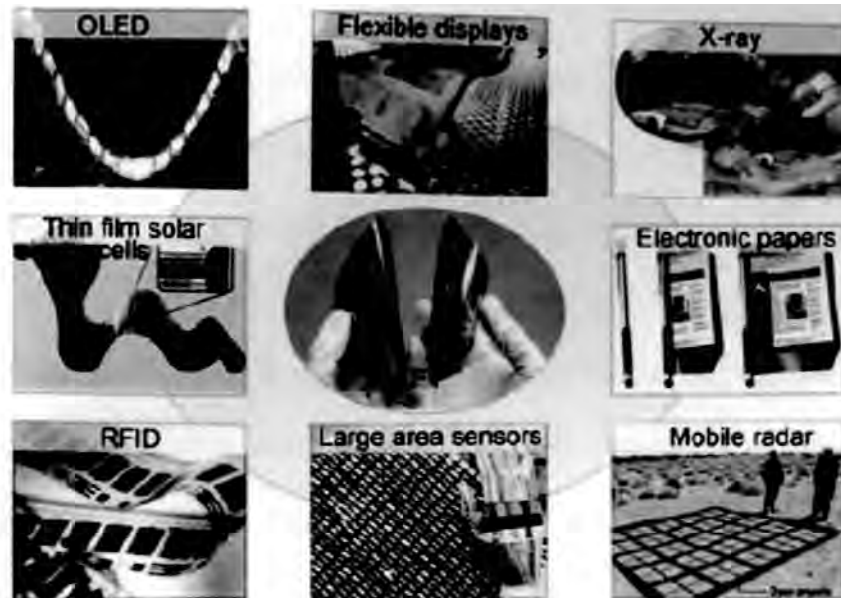 OLED
Flexible displays
X-ray
Thin film solar
cells
Electronic papers
RFID
Large area sensors
Mobile radar